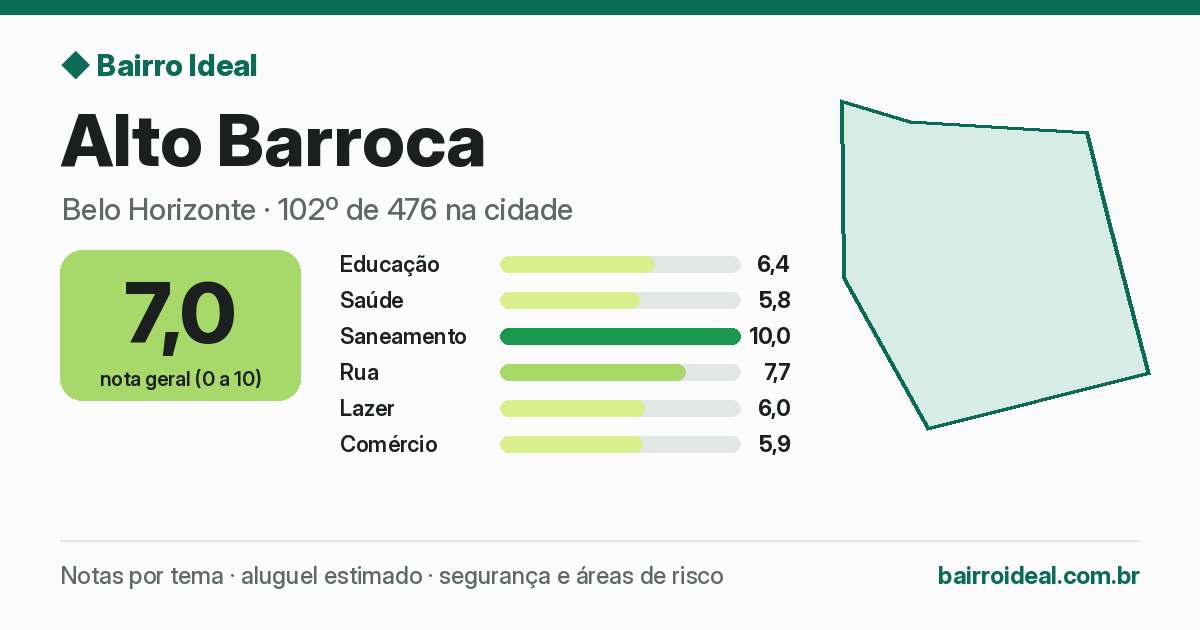 Bairro Ideal
Alto Barroca
Belo Horizonte · 102º de 476 na cidade
7,0
nota geral (0 a 10)
Educação 6,4
Saúde 5,8
Saneamento 10,0
Rua 7,7
Lazer 6,0
Comércio 5,9
Notas por tema · aluguel estimado · segurança e áreas de risco
bairroideal.com.br